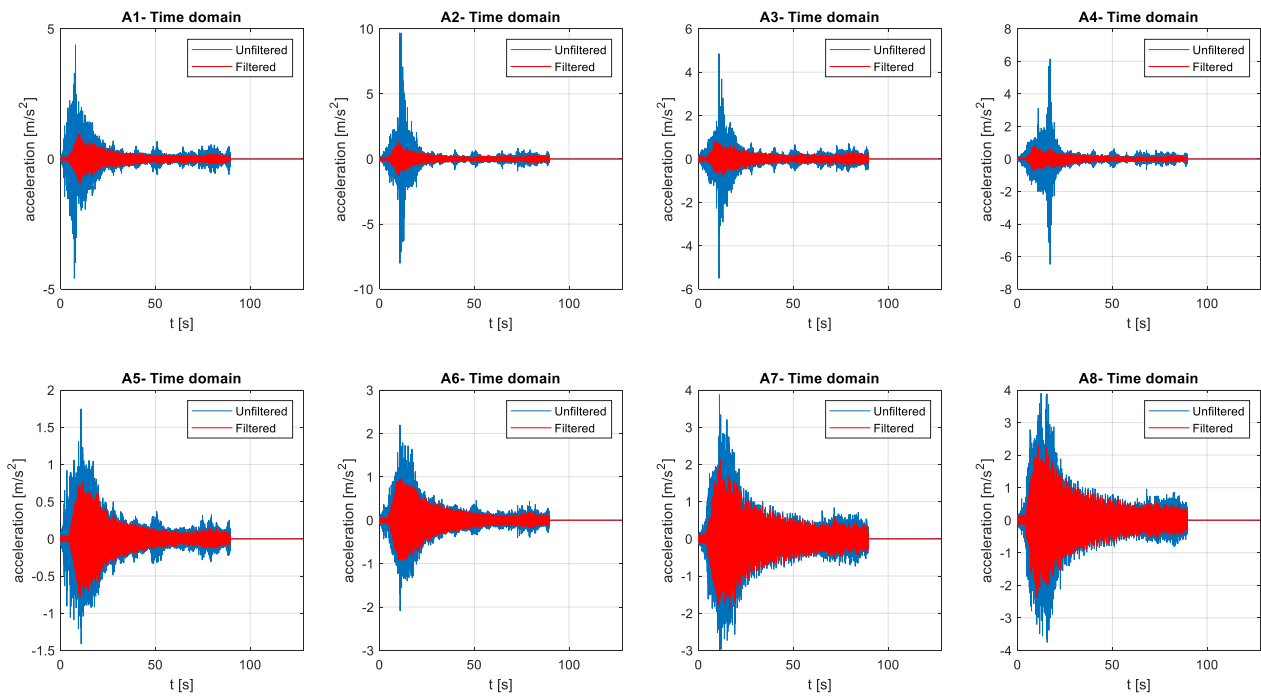 A1- Time domain
5
0
-5
acceleration [m/s2]
0
50
100
t [s]
Unfiltered
Filtered
A2- Time domain
10
5
0
-5
-10
acceleration [m/s2]
0
50
100
t [s]
Unfiltered
Filtered
A3- Time domain
6
4
2
0
-2
-4
-6
acceleration [m/s2]
0
50
100
t [s]
Unfiltered
Filtered
A4- Time domain
8
6
4
2
0
-2
-4
-6
-8
acceleration [m/s2]
0
50
100
t [s]
Unfiltered
Filtered
A5- Time domain
2
1.5
1
0.5
0
-0.5
-1
-1.5
acceleration [m/s2]
0
50
100
t [s]
Unfiltered
Filtered
A6- Time domain
3
2
1
0
-1
-2
-3
acceleration [m/s2]
0
50
100
t [s]
Unfiltered
Filtered
A7- Time domain
4
3
2
1
0
-1
-2
-3
acceleration [m/s2]
0
50
100
t [s]
Unfiltered
Filtered
A8- Time domain
4
3
2
1
0
-1
-2
-3
-4
acceleration [m/s2]
0
50
100
t [s]
Unfiltered
Filtered